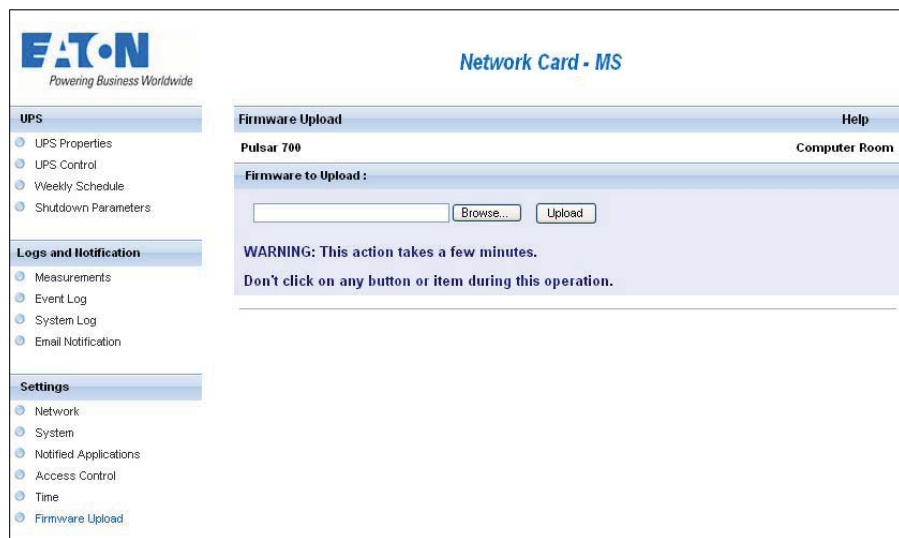 EATON
Powering Business Worldwide
Network Card - MS
UPS
UPS Properties
UPS Control
Weekly Schedule
Shutdown Parameters
Logs and Notification
Measurements
Event Log
System Log
Email Notification
Settings
Network
System
Notified Applications
Access Control
Time
Firmware Upload
Firmware Upload Help
Pulsar 700 Computer Room
Firmware to Upload :
Browse... Upload
WARNING: This action takes a few minutes.
Don't click on any button or item during this operation.